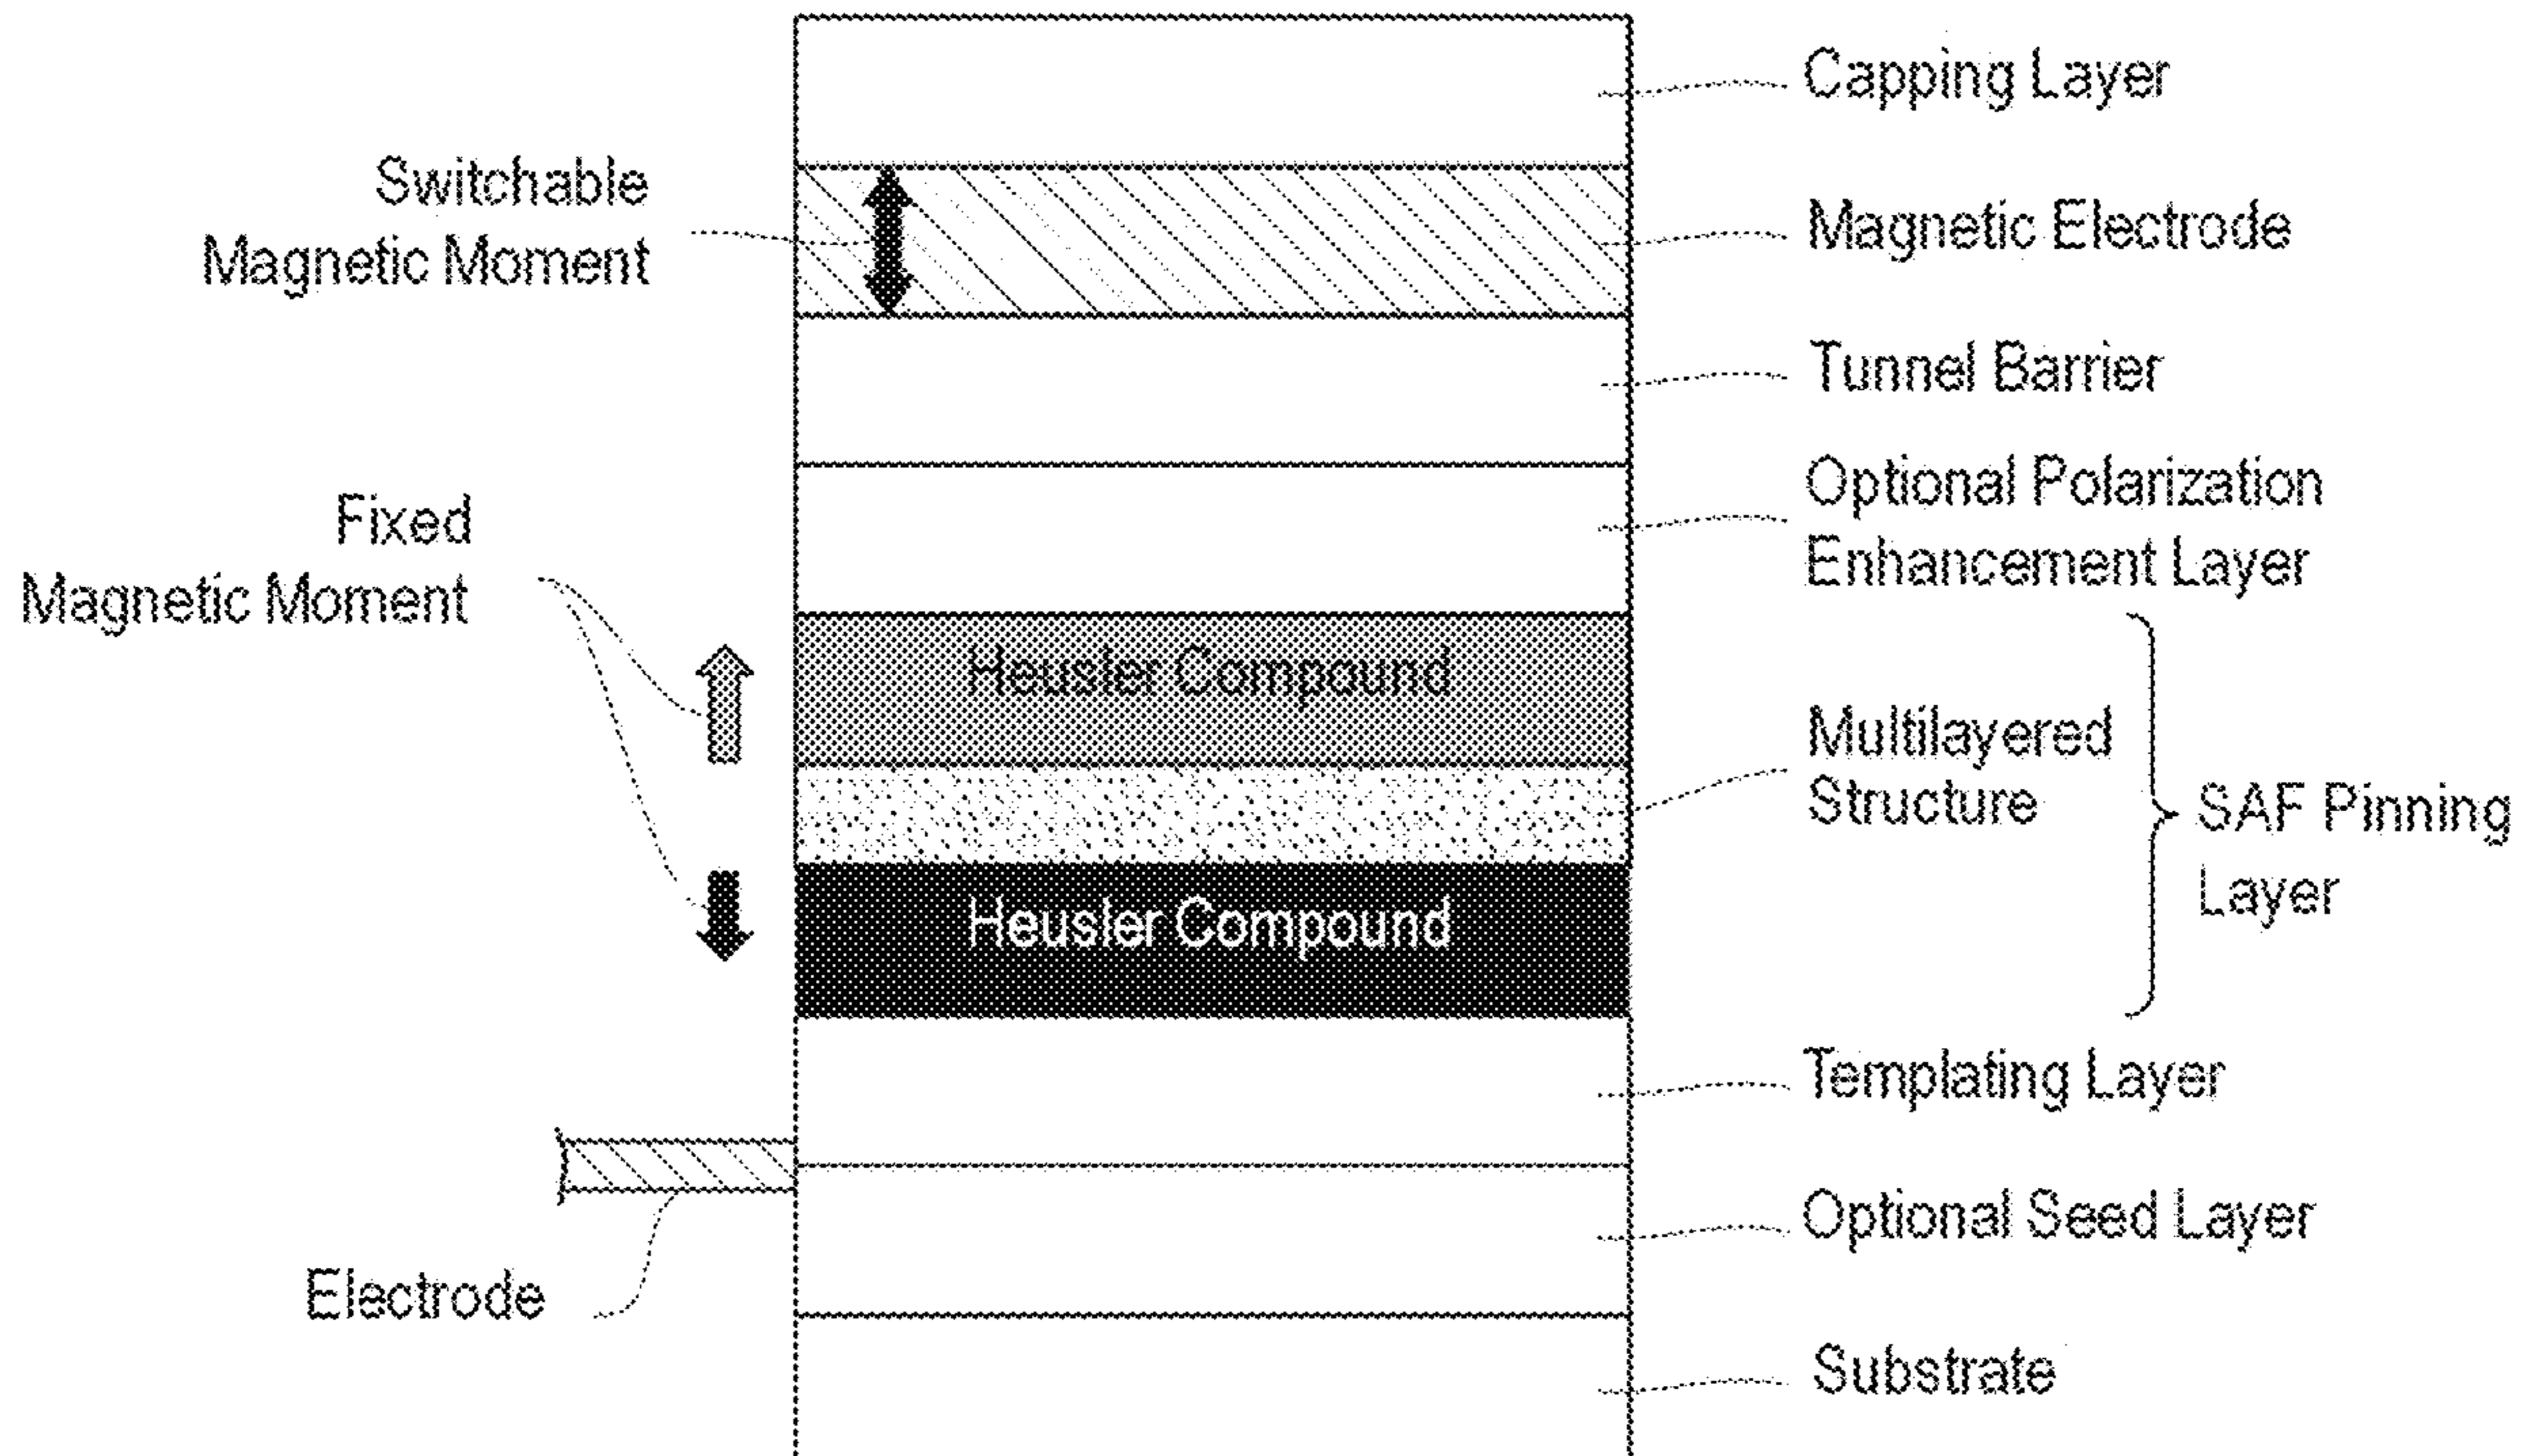 Capping Layer
Switchable
Magnetic Moment
Magnetic Electrode
Tunnel Barrier
Optional Polarization
Enhancement Layer
Fixed
Magnetic Moment
Heusler Compound
Multilayered
Structure
SAF Pinning
Layer
Heusler Compound
Templating Layer
Optional Seed Layer
Electrode
Substrate